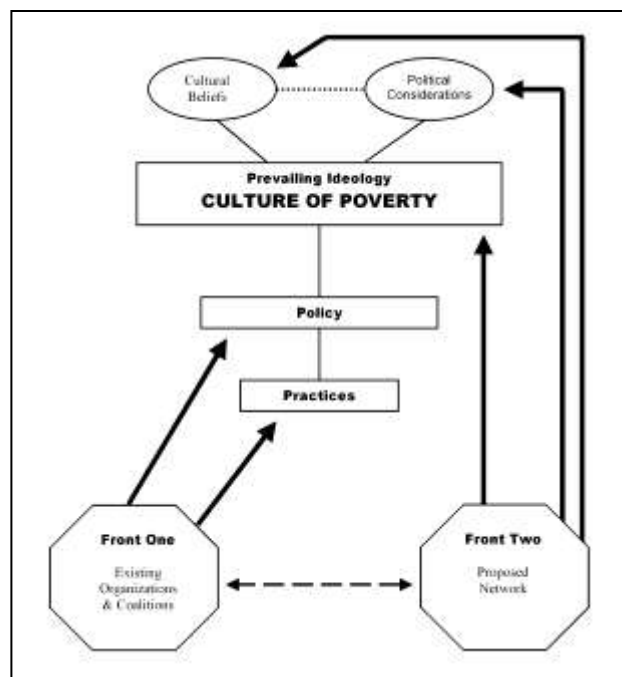 Cultural
Beliefs
Political
Considerations
Prevailing Ideology
CULTURE OF POVERTY
Policy
Practices
Front One
Existing
Organizations
& Coalitions
Front Two
Proposed
Network